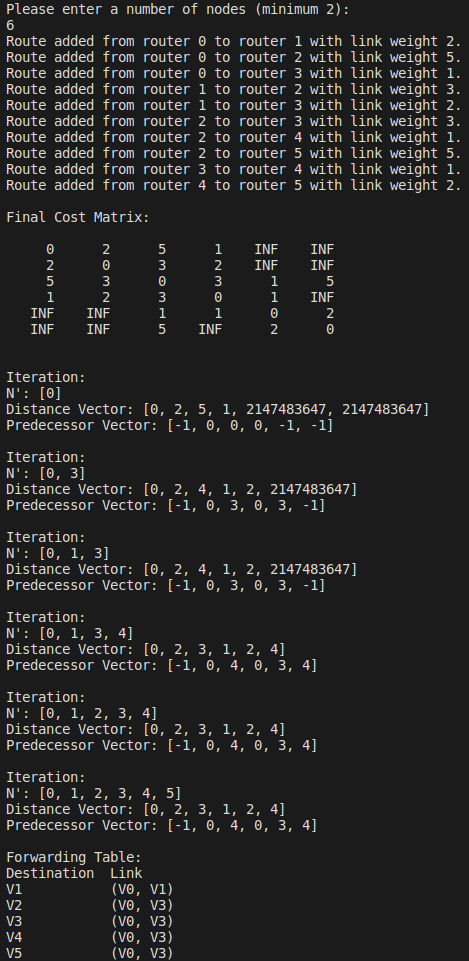 Please enter a number of nodes (minimum 2):
6
Route added from router 0 to router 1 with link weight 2.
Route added from router 0 to router 2 with link weight 5.
Route added from router 0 to router 3 with link weight 1.
Route added from router 1 to router 2 with link weight 3.
Route added from router 1 to router 3 with link weight 2.
Route added from router 2 to router 3 with link weight 3.
Route added from router 2 to router 4 with link weight 1.
Route added from router 2 to router 5 with link weight 5.
Route added from router 3 to router 4 with link weight 1.
Route added from router 4 to router 5 with link weight 2.
Final Cost Matrix:
0 2 5 1 INF INF
2 0 3 2 INF INF
5 3 0 3 1 5
1 2 3 0 1 INF
INF INF 1 1 0 2
INF INF 5 INF 2 0
Iteration:
N': [0]
Distance Vector: [0, 2, 5, 1, 2147483647, 2147483647]
Predecessor Vector: [-1, 0, 0, 0, -1, -1]
Iteration:
N': [0, 3]
Distance Vector: [0, 2, 4, 1, 2, 2147483647]
Predecessor Vector: [-1, 0, 3, 0, 3, -1]
Iteration:
N': [0, 1, 3]
Distance Vector: [0, 2, 4, 1, 2, 2147483647]
Predecessor Vector: [-1, 0, 3, 0, 3, -1]
Iteration:
N': [0, 1, 3, 4]
Distance Vector: [0, 2, 3, 1, 2, 4]
Predecessor Vector: [-1, 0, 4, 0, 3, 4]
Iteration:
N': [0, 1, 2, 3, 4]
Distance Vector: [0, 2, 3, 1, 2, 4]
Predecessor Vector: [-1, 0, 4, 0, 3, 4]
Iteration:
N': [0, 1, 2, 3, 4, 5]
Distance Vector: [0, 2, 3, 1, 2, 4]
Predecessor Vector: [-1, 0, 4, 0, 3, 4]
Forwarding Table:
Destination Link
V1 (V0, V1)
V2 (V0, V3)
V3 (V0, V3)
V4 (V0, V3)
V5 (V0, V3)